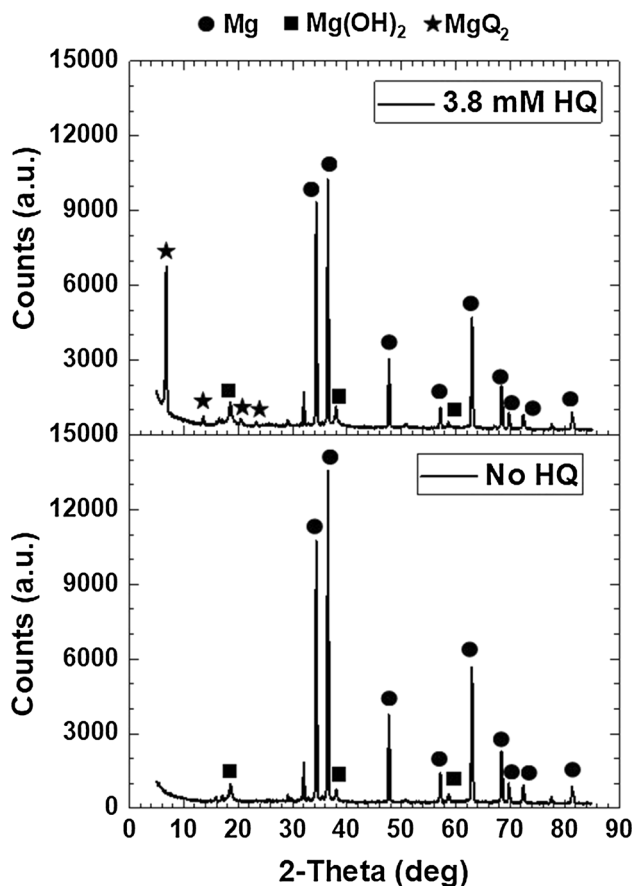 ● Mg ■ Mg(OH)₂ ★ MgQ₂
15000
3.8 mM HQ
12000
9000
6000
3000
Counts (a.u.)
15000
No HQ
12000
9000
6000
3000
0
Counts (a.u.)
0 10 20 30 40 50 60 70 80 90
2-Theta (deg)